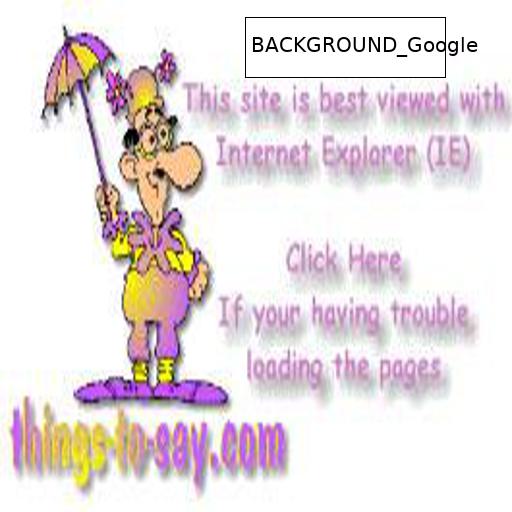 BACKGROUND_Google
This site is best viewed with
Internet Explorer (IE)
Click Here
If your having trouble
loading the pages
things-to-say.com